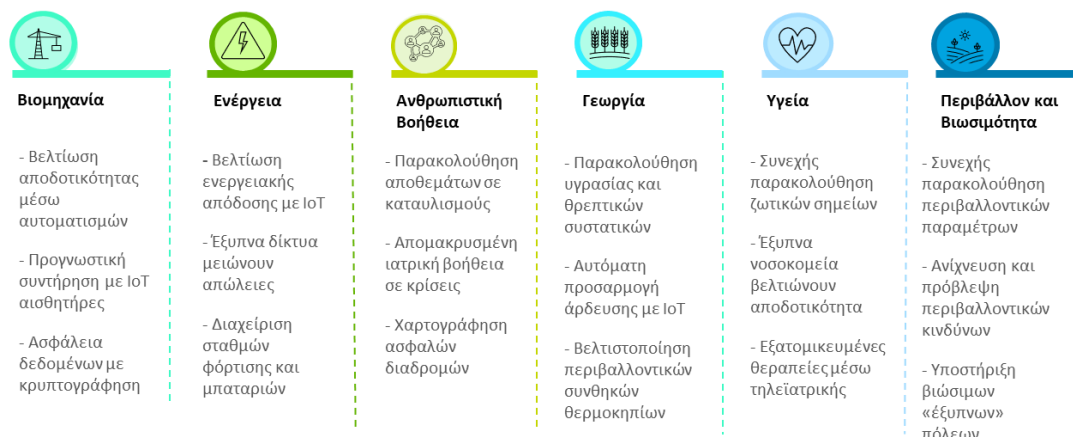 Βιομηχανία
- Βελτίωση
αποδοτικότητας
μέσω
αυτοματισμών
- Προγνωστική
συντήρηση με IoT
αισθητήρες
- Ασφάλεια
δεδομένων με
κρυπτογράφηση
Ενέργεια
- Βελτίωση
ενεργειακής
απόδοσης με IoT
- Έξυπνα δίκτυα
μειώνουν
απώλειες
- Διαχείριση
σταθμών
φόρτισης και
μπαταριών
Ανθρωπιστική
Βοήθεια
- Παρακολούθηση
αποθεμάτων σε
καταυλισμούς
- Απομακρυσμένη
ιατρική βοήθεια
σε κρίσεις
- Χαρτογράφηση
ασφαλών
διαδρομών
Γεωργία
- Παρακολούθηση
υγρασίας και
θρεπτικών
συστατικών
- Αυτόματη
προσαρμογή
άρδευσης με IoT
- Βελτιστοποίηση
περιβαλλοντικών
συνθηκών
θερμοκηπίων
Υγεία
- Συνεχής
παρακολούθηση
ζωτικών σημείων
- Έξυπνα
νοσοκομεία
βελτιώνουν
αποδοτικότητα
- Εξατομικευμένες
θεραπείες μέσω
τηλεϊατρικής
Περιβάλλον και
Βιωσιμότητα
- Συνεχής
παρακολούθηση
περιβαλλοντικών
παραμέτρων
- Ανίχνευση και
πρόβλεψη
περιβαλλοντικών
κινδύνων
- Υποστήριξη
βιώσιμων
«έξυπνων»
πόλεων